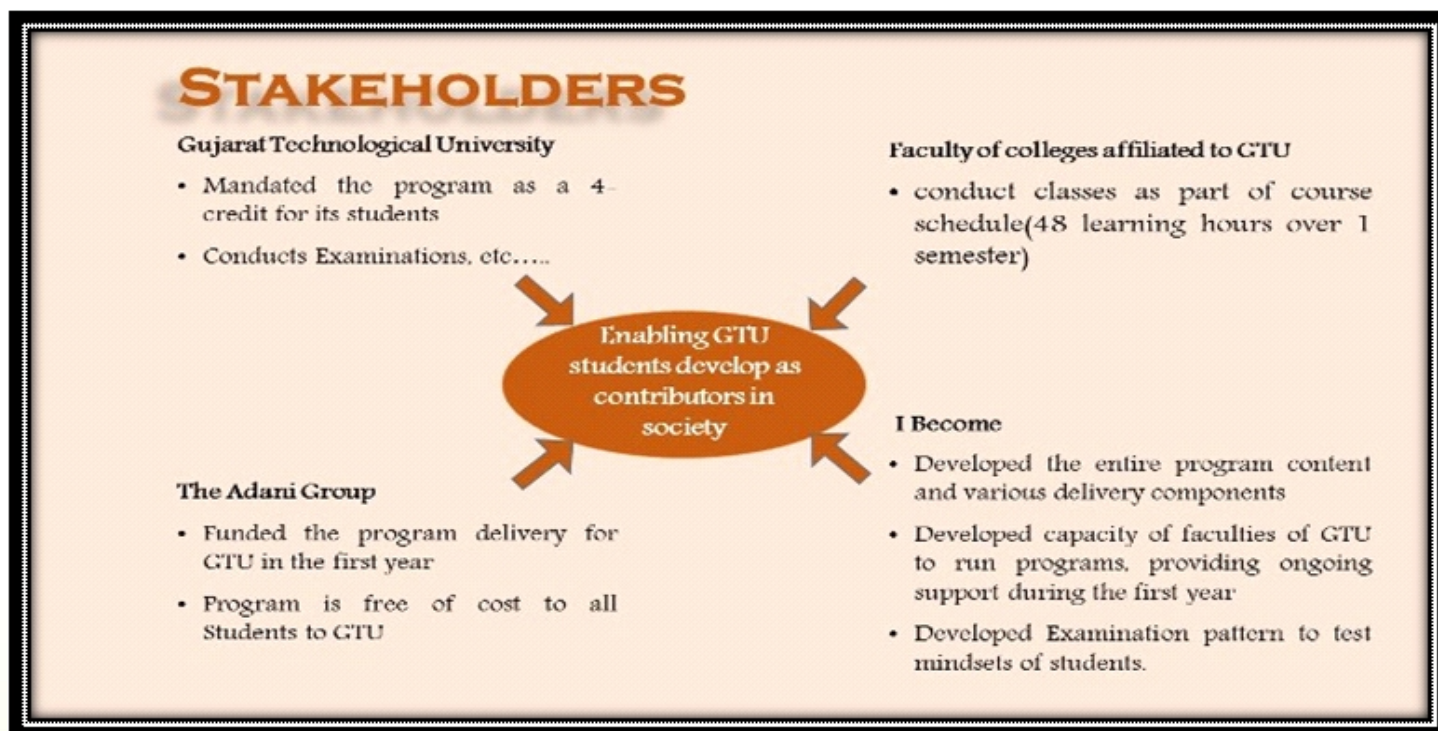 STAKEHOLDERS
Gujarat Technological University
• Mandated the program as a 4-
credit for its students
• Conducts Examinations, etc.....
Faculty of colleges affiliated to GTU
• conduct classes as part of course
schedule(48 learning hours over 1
semester)
Enabling GTU
students develop as
contributors in
society
The Adani Group
• Funded the program delivery for
GTU in the first year
• Program is free of cost to all
Students to GTU
I Become
• Developed the entire program content
and various delivery components
• Developed capacity of faculties of GTU
to run programs, providing ongoing
support during the first year
• Developed Examination pattern to test
mindsets of students.